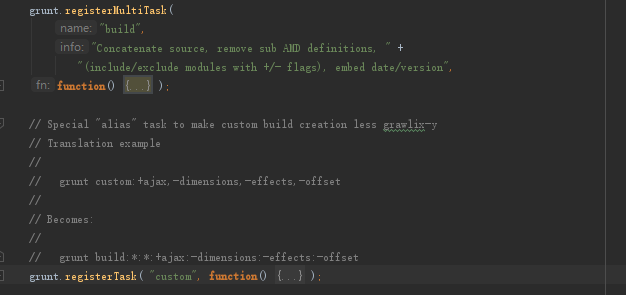 grunt.registerMultiTask(
name: "build",
info: "Concatenate source, remove sub AMD definitions, " +
"(include/exclude modules with +/- flags), embed date/version",
fn: function() {...} );
// Special "alias" task to make custom build creation less grawlix-y
// Translation example
//
//   grunt custom:+ajax,-dimensions,-effects,-offset
//
// Becomes:
//
//   grunt build:*:*:+ajax:-dimensions:-effects:-offset
grunt.registerTask( "custom", function() {...} );